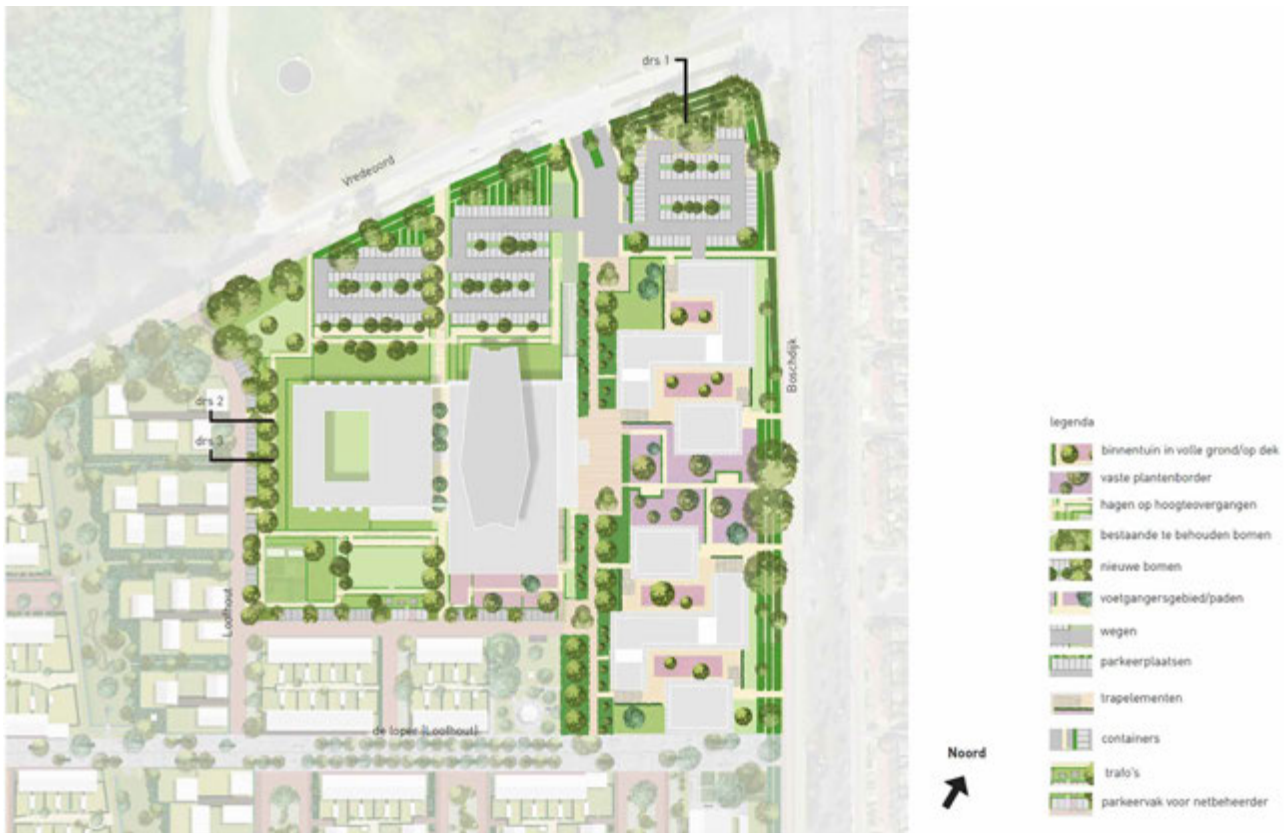 drs 1
Vredeoord
Boschdijk
drs 2
drs 3
Loofhout
de loper (Loofhout)
legenda
binnentuin in volle grond/op dek
vaste plantenborder
hagen op hoogteovergangen
bestaande te behouden bomen
nieuwe bomen
voetgangersgebied/paden
wegen
parkeerplaatsen
trapelementen
containers
trafo's
parkeervak voor netbeheerder
Noord